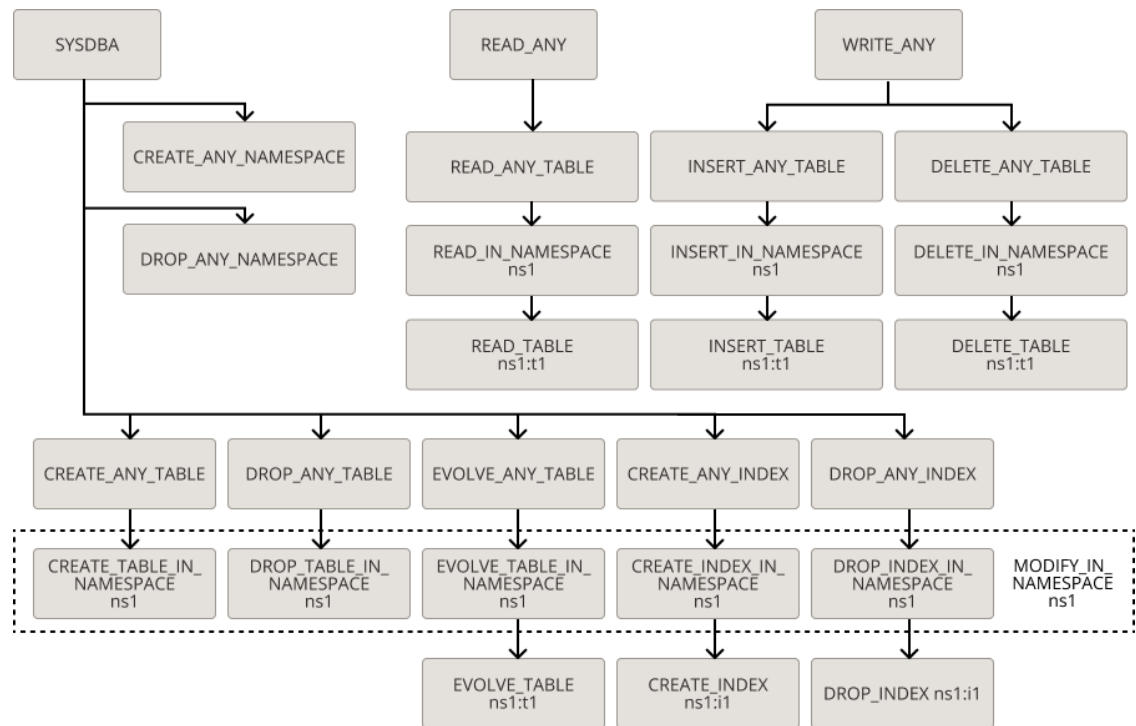 SYSDBA
READ_ANY
WRITE_ANY
CREATE_ANY_NAMESPACE
READ_ANY_TABLE
INSERT_ANY_TABLE
DELETE_ANY_TABLE
DROP_ANY_NAMESPACE
READ_IN_NAMESPACE
ns1
INSERT_IN_NAMESPACE
ns1
DELETE_IN_NAMESPACE
ns1
READ_TABLE
ns1:t1
INSERT_TABLE
ns1:t1
DELETE_TABLE
ns1:t1
CREATE_ANY_TABLE
DROP_ANY_TABLE
EVOLVE_ANY_TABLE
CREATE_ANY_INDEX
DROP_ANY_INDEX
CREATE_TABLE_IN_
NAMESPACE
ns1
DROP_TABLE_IN_
NAMESPACE
ns1
EVOLVE_TABLE_IN_
NAMESPACE
ns1
CREATE_INDEX_IN_
NAMESPACE
ns1
DROP_INDEX_IN_
NAMESPACE
ns1
MODIFY_IN_
NAMESPACE
ns1
EVOLVE_TABLE
ns1:t1
CREATE_INDEX
ns1:i1
DROP_INDEX ns1:i1